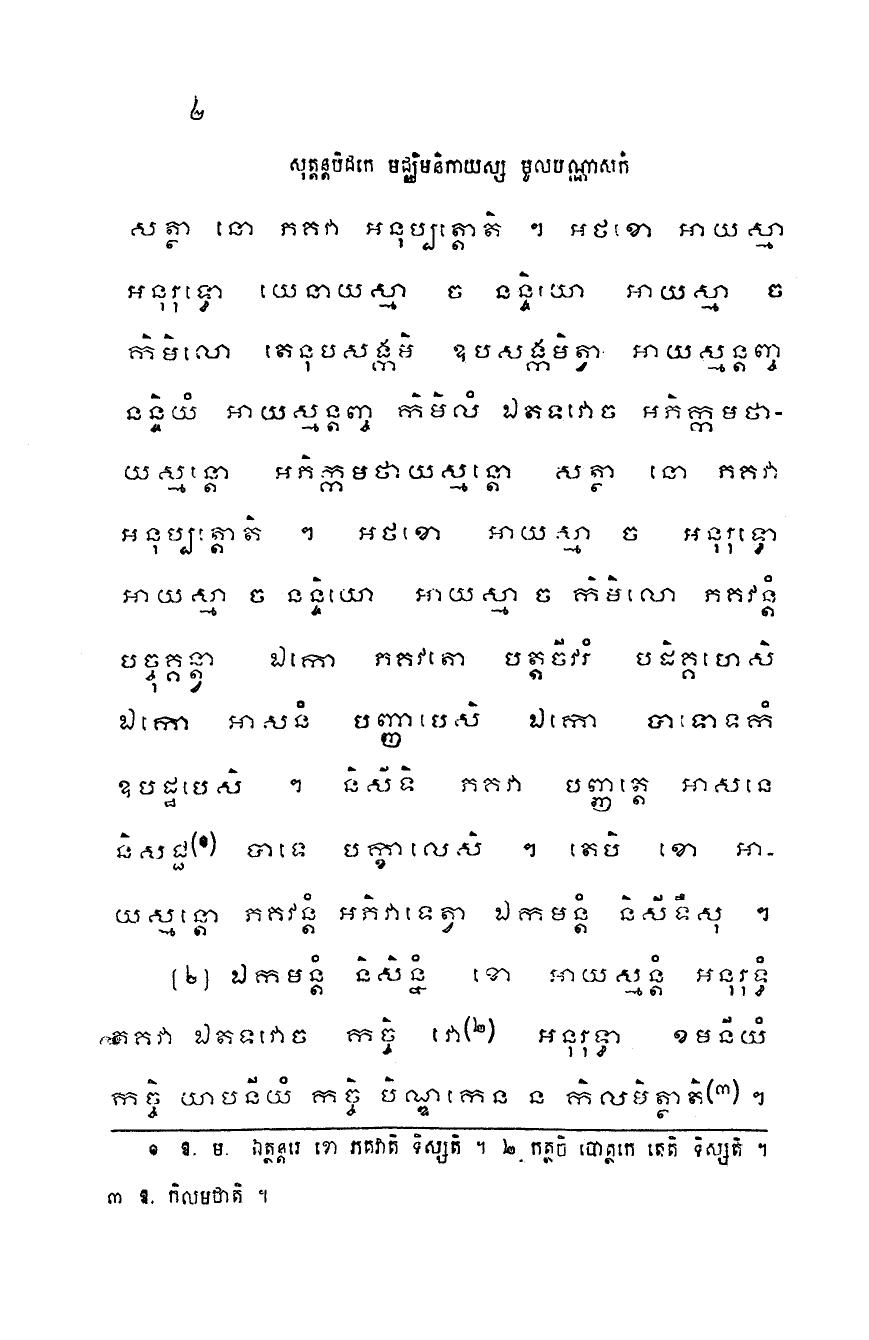 ២
សុត្តន្តបិដកេ មជ្ឈិមនិកាយស្ស មូលបណ្ណាសកំ
សត្ថា នោ ភគវា អនុប្បត្តោតិ ។ អថខោ អាយស្មា
អនុរុទ្ធោ យេនាយស្មា ច នន្ទិយោ អាយស្មា ច
កិមិលោ តេនុបសង្កមិ ឧបសង្កមិត្វា អាយស្មន្តញ្ច
នន្ទិយំ អាយស្មន្តញ្ច កិមិលំ ឯតទវោច អភិក្កមថា-
យស្មន្តោ អភិក្កមថាយស្មន្តោ សត្ថា នោ ភគវា
អនុប្បត្តោតិ ។ អថខោ អាយស្មា ច អនុរុទ្ធោ
អាយស្មា ច នន្ទិយោ អាយស្មា ច កិមិលោ ភគវន្តំ
បច្ចុគ្គន្ត្វា ឯកោ ភគវតោ បត្តចីវរំ បដិគ្គហេសិ
ឯកោ អាសនំ បញ្ញាបេសិ ឯកោ បាទោទកំ
ឧបដ្ឋបេសិ ។ និសីទិ ភគវា បញ្ញត្តេ អាសនេ
និសជ្ជ(១) បាទេ បក្ខាលេសិ ។ តេបិ ខោ អា-
យស្មន្តោ ភគវន្តំ អភិវាទេត្វា ឯកមន្តំ និសីទឹសុ ។
(២) ឯកមន្តំ និសិន្នំ ខោ អាយស្មន្តំ អនុរុទ្ធំ
ភគវា ឯតទវោច កច្ចិ វោ(២) អនុរុទ្ធា ខមនីយំ
កច្ចិ យាបនីយំ កច្ចិ បិណ្ឌកេន ន កិលមិត្ថាតិ(៣) ។
១ ឱ. ម. ឯត្ថន្តរេ ខោ ភគវាតិ ទិស្សតិ ។ ២ កត្ថចិ បោត្ថកេ តេតិ ទិស្សតិ ។
៣ ឱ. កិលមថាតិ ។